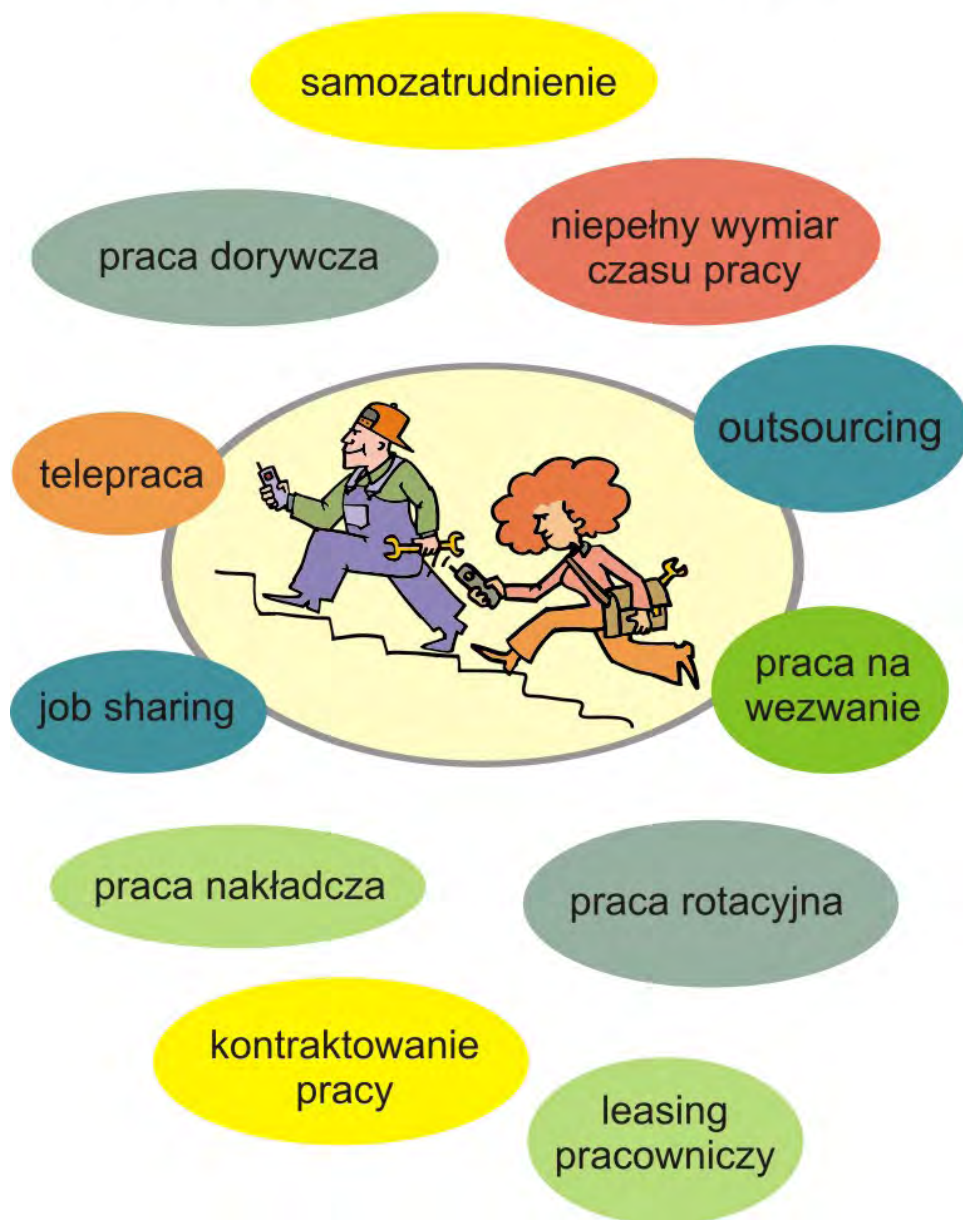 samozatrudnienie
niepełny wymiar
czasu pracy
praca dorywcza
outsourcing
telepraca
praca na
wezwanie
job sharing
praca nakładcza
praca rotacyjna
kontraktowanie
pracy
leasing
pracowniczy